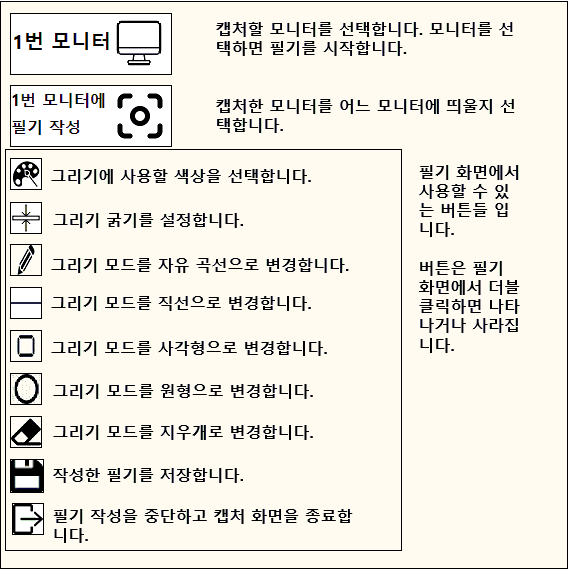 1번 모니터
캡처할 모니터를 선택합니다. 모니터를 선
택하면 필기를 시작합니다.
1번 모니터에
필기 작성
캡처한 모니터를 어느 모니터에 띄울지 선
택합니다.
그리기에 사용할 색상을 선택합니다.
그리기 굵기를 설정합니다.
그리기 모드를 자유 곡선으로 변경합니다.
그리기 모드를 직선으로 변경합니다.
그리기 모드를 사각형으로 변경합니다.
그리기 모드를 원형으로 변경합니다.
그리기 모드를 지우개로 변경합니다.
작성한 필기를 저장합니다.
필기 작성을 중단하고 캡처 화면을 종료합
니다.
필기 화면에서
사용할 수 있
는 버튼들 입
니다.
버튼은 필기
화면에서 더블
클릭하면 나타
나거나 사라집
니다.